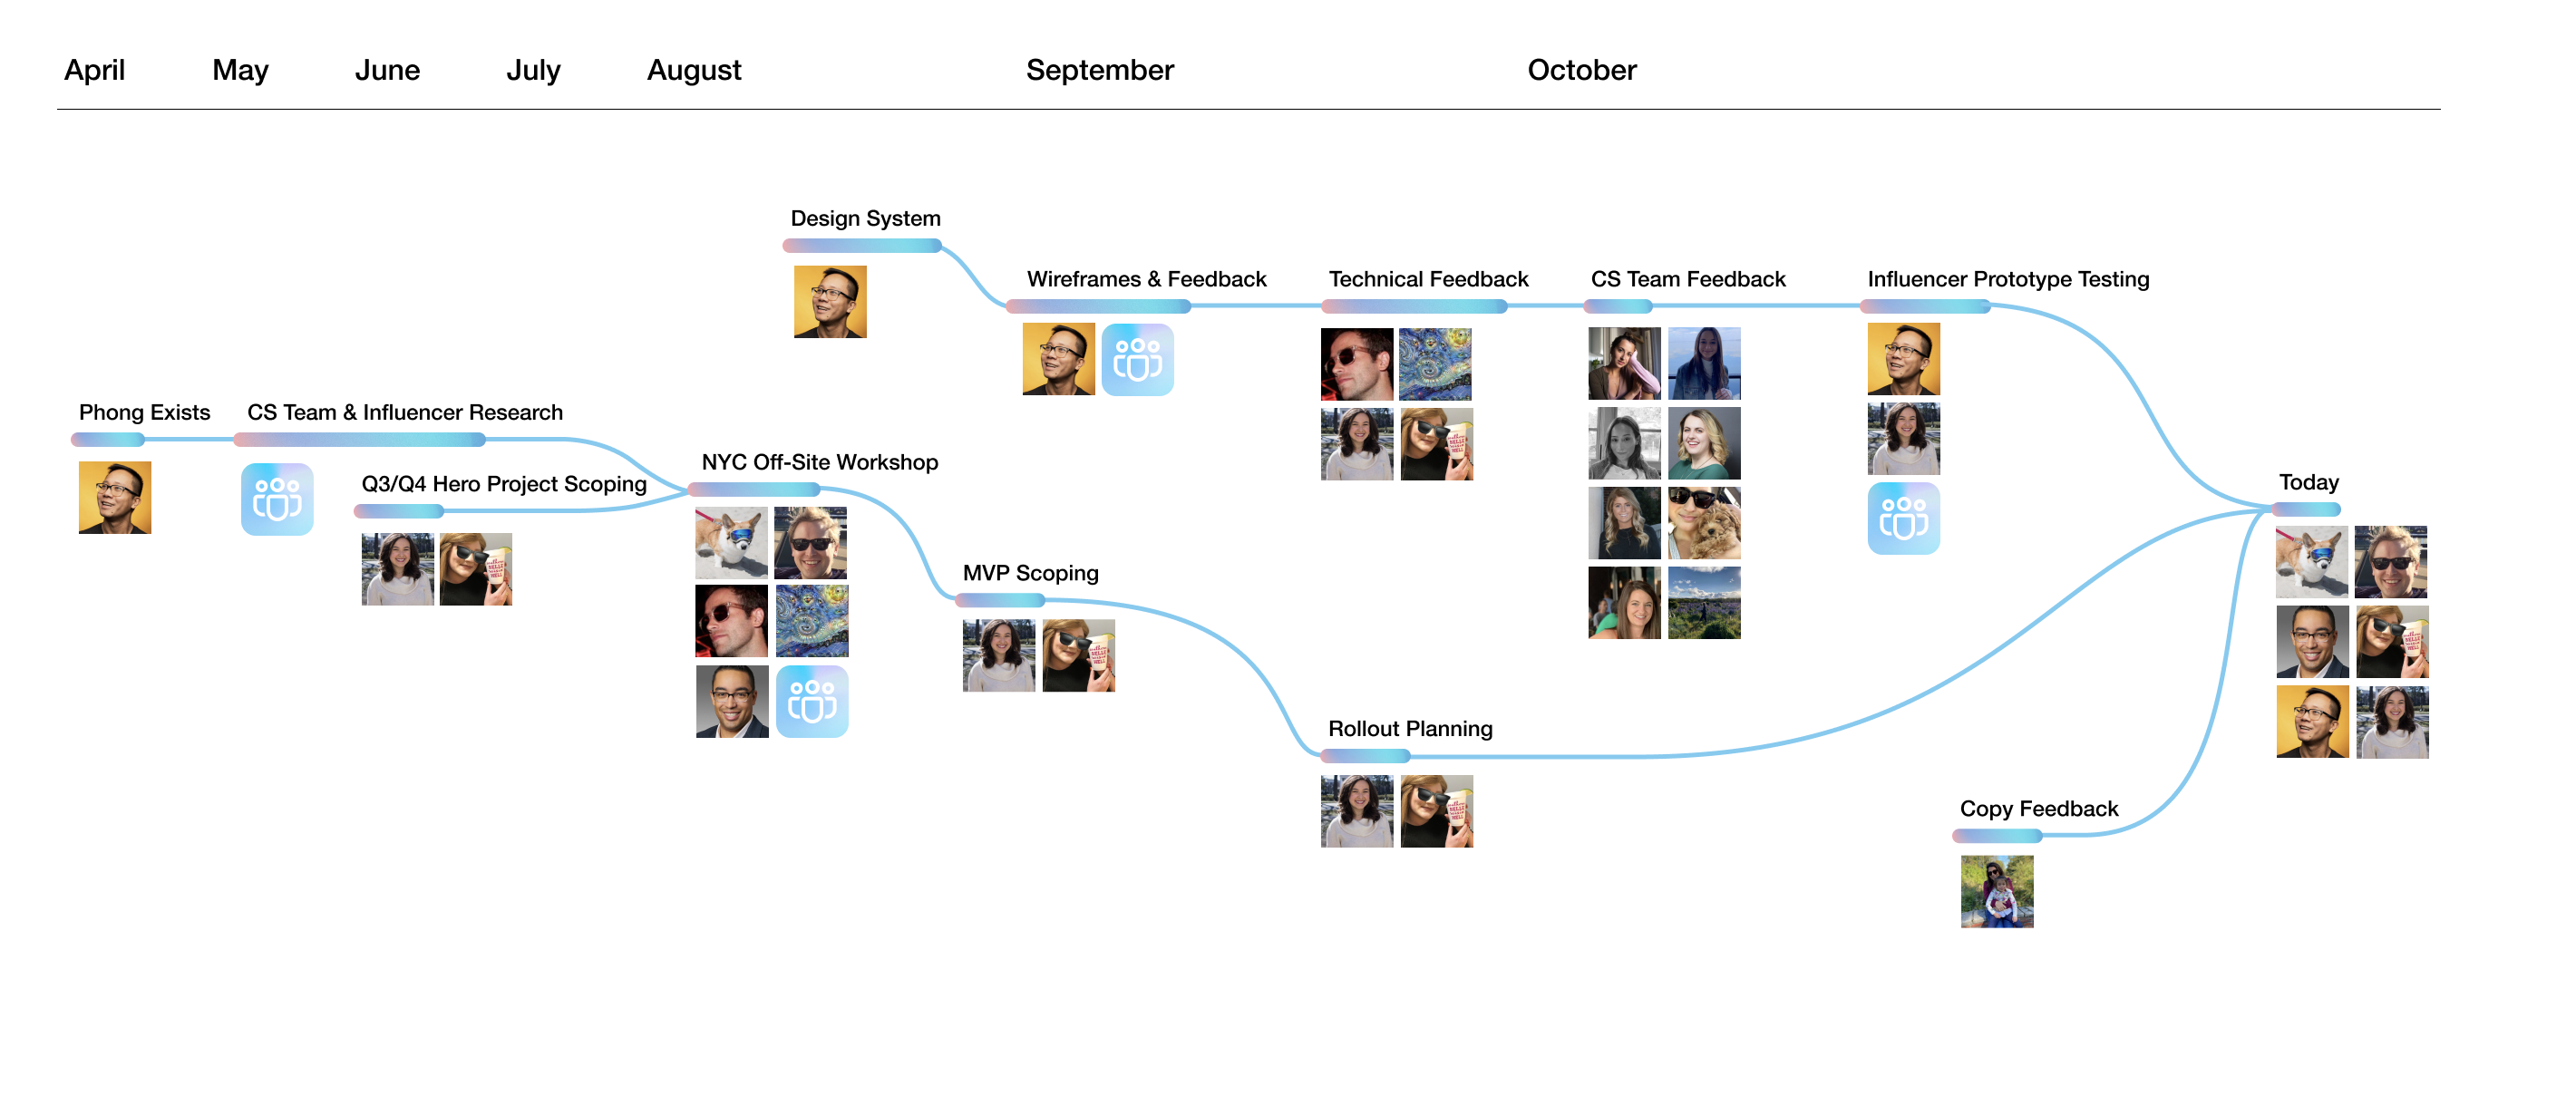 April
May
June
July
August
September
October
Design System
Wireframes & Feedback
Technical Feedback
CS Team Feedback
Influencer Prototype Testing
Phong Exists
CS Team & Influencer Research
Q3/Q4 Hero Project Scoping
NYC Off-Site Workshop
MVP Scoping
Rollout Planning
Copy Feedback
Today